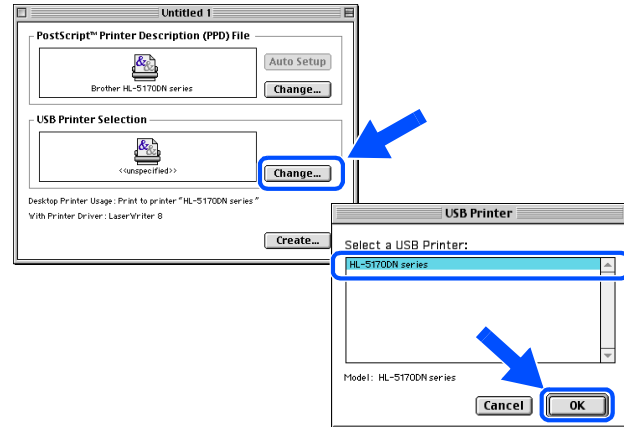 Untitled 1
PostScript™ Printer Description (PPD) File
Auto Setup
Brother HL-5170DN series
Change...
USB Printer Selection
<<unspecified>>
Change...
Desktop Printer Usage: Print to printer "HL-5170DN series "
With Printer Driver: LaserWriter 8
Create...
USB Printer
Select a USB Printer:
HL-5170DN series
Model: HL-5170DN series
Cancel
OK